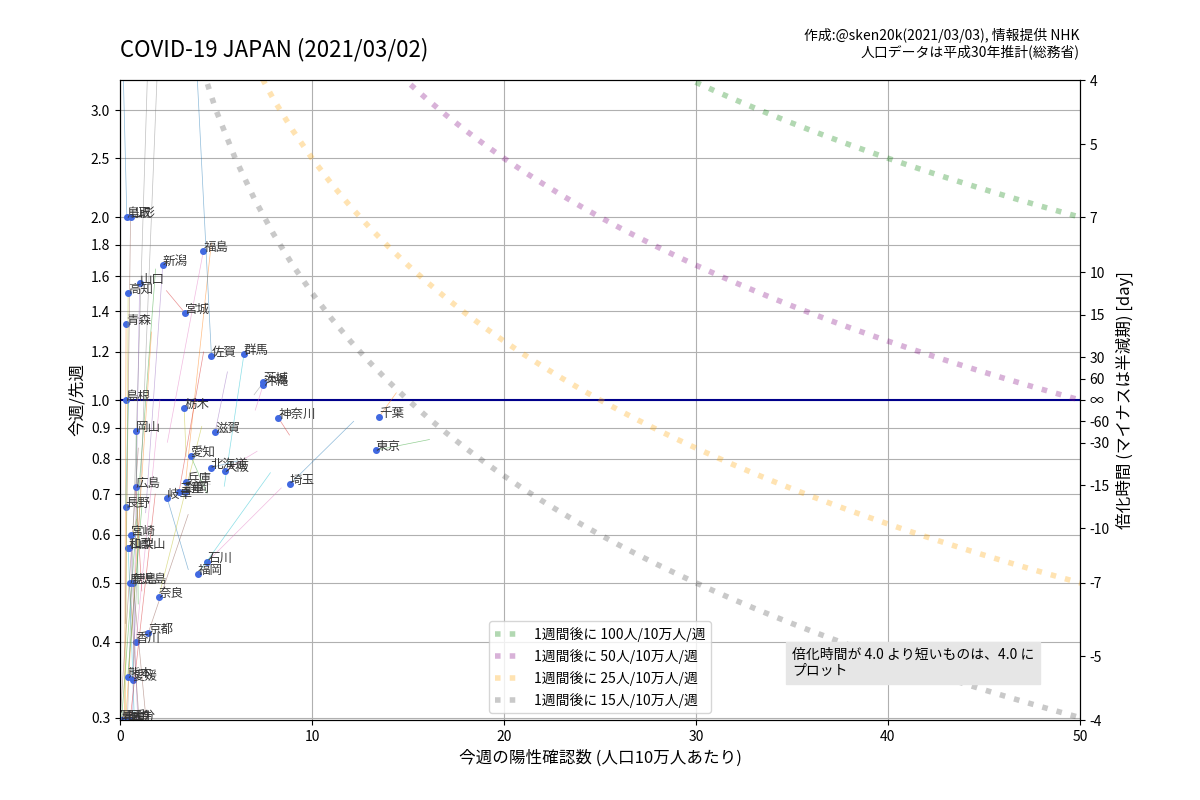 COVID-19 JAPAN (2021/03/02)
作成:@sken20k(2021/03/03), 情報提供 NHK
人口データは平成30年推計(総務省)
今週/先週
3.0
2.5
2.0
1.8
1.6
1.4
1.2
1.0
0.9
0.8
0.7
0.6
0.5
0.4
0.3
福島
新潟
山口
高知
宮城
青森
佐賀
群馬
島根
栃木
千葉
神奈川
岡山
滋賀
東京
愛知
北海道
埼玉
兵庫
広島
岐阜
長野
宮崎
石川
福岡
奈良
京都
香川
愛媛
4
5
7
10
15
30
60
∞
-60
-30
-15
-10
-7
-5
-4
倍化時間 (マイナスは半減期) [day]
1週間後に 100人/10万人/週
1週間後に 50人/10万人/週
1週間後に 25人/10万人/週
1週間後に 15人/10万人/週
倍化時間が 4.0 より短いものは、4.0 に
プロット
0 10 20 30 40 50
今週の陽性確認数 (人口10万人あたり)